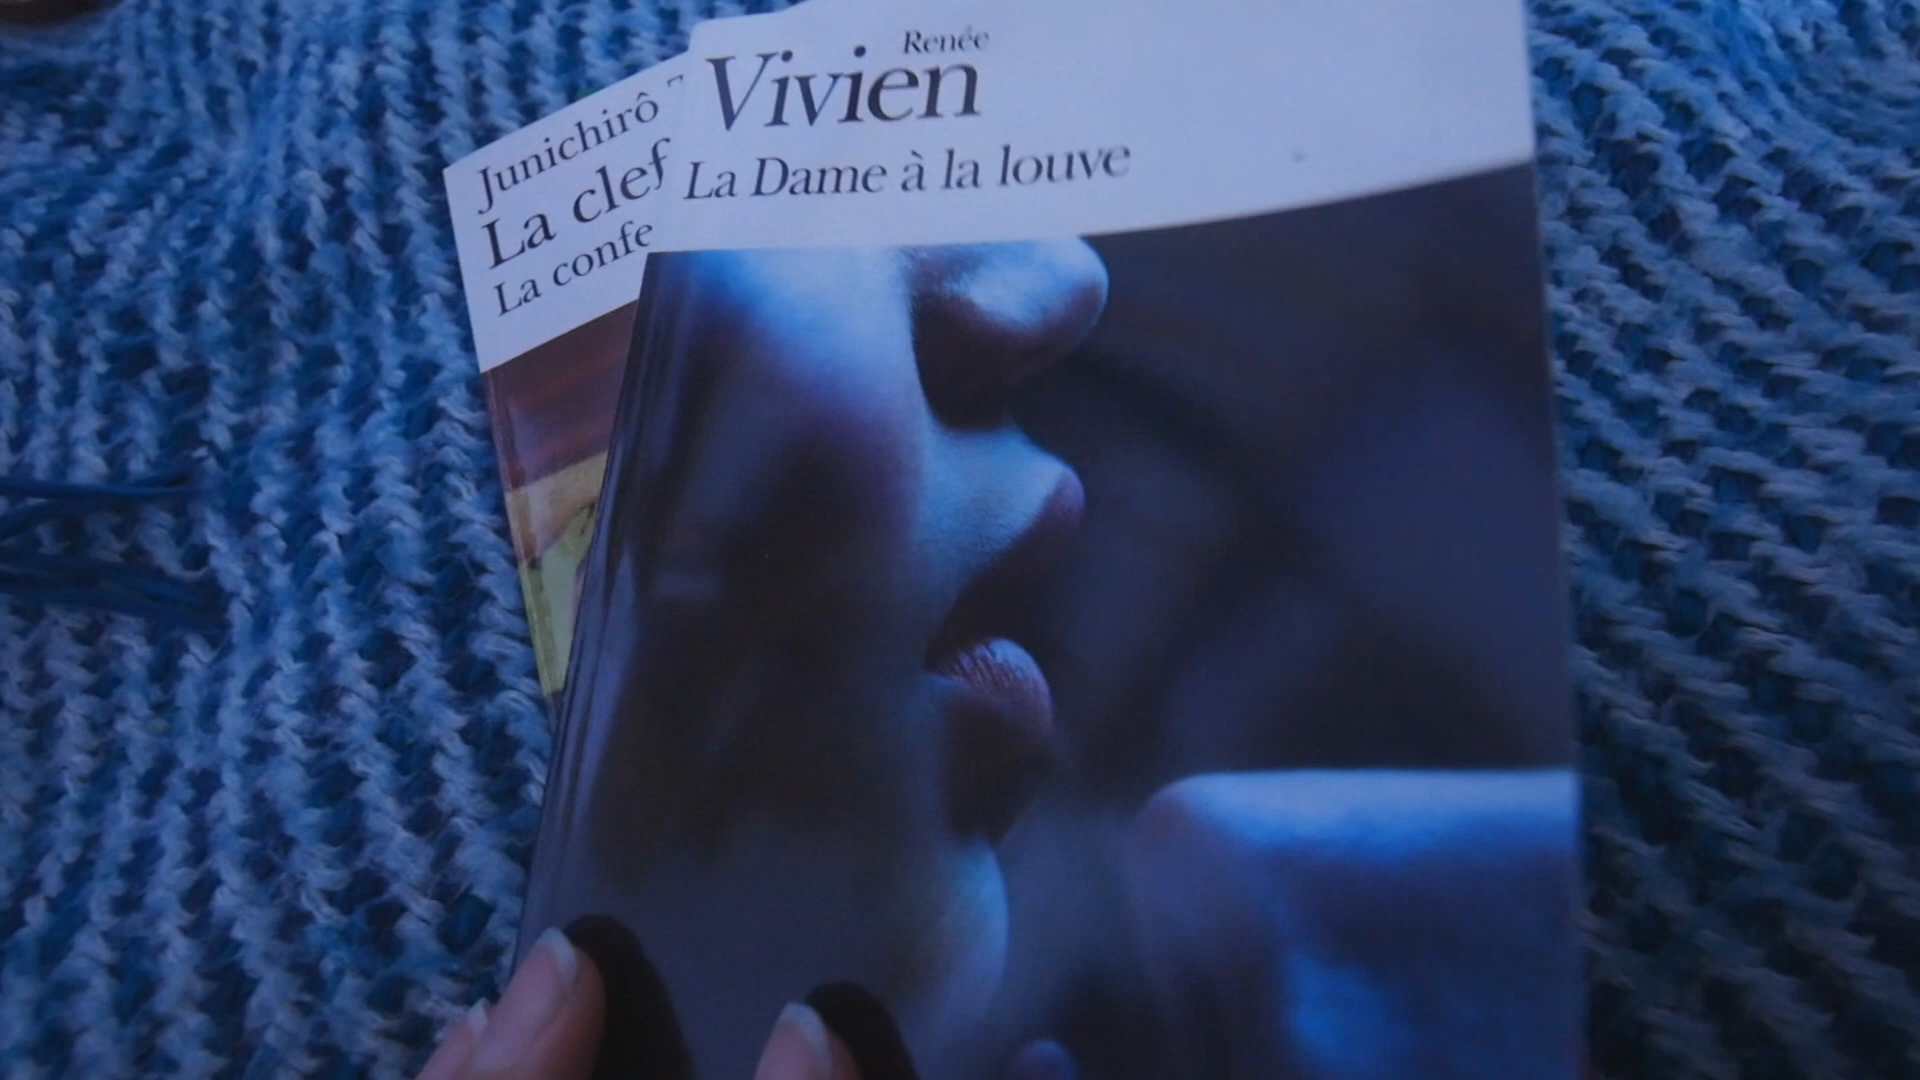 Renée
Vivien
La Dame à la louve
Junichirô
La clef
La confe